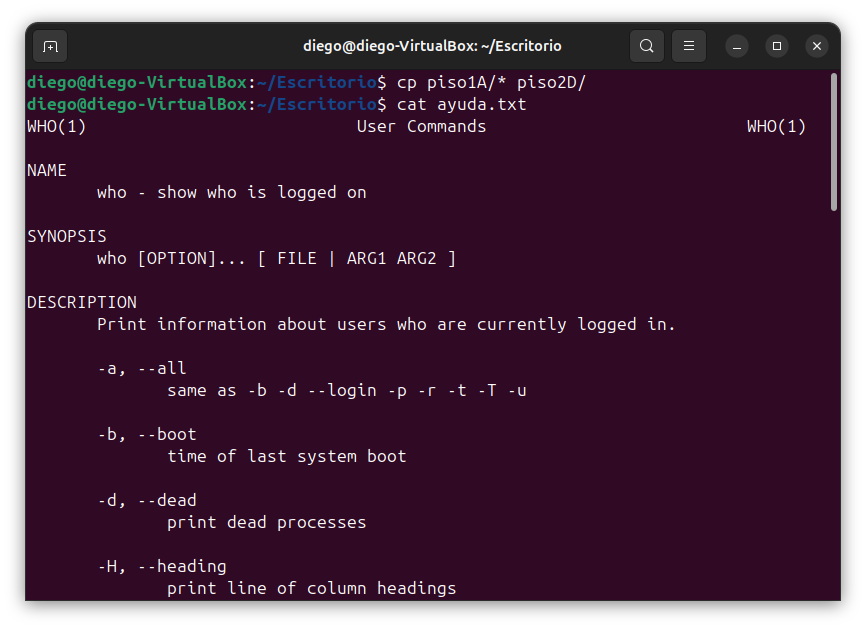 diego@diego-VirtualBox: ~/Escritorio
diego@diego-VirtualBox:~/Escritorio$ cp piso1A/* piso2D/
diego@diego-VirtualBox:~/Escritorio$ cat ayuda.txt
WHO(1)                           User Commands                          WHO(1)
NAME
       who - show who is logged on
SYNOPSIS
       who [OPTION]... [ FILE | ARG1 ARG2 ]
DESCRIPTION
       Print information about users who are currently logged in.
       -a, --all
              same as -b -d --login -p -r -t -T -u
       -b, --boot
              time of last system boot
       -d, --dead
              print dead processes
       -H, --heading
              print line of column headings